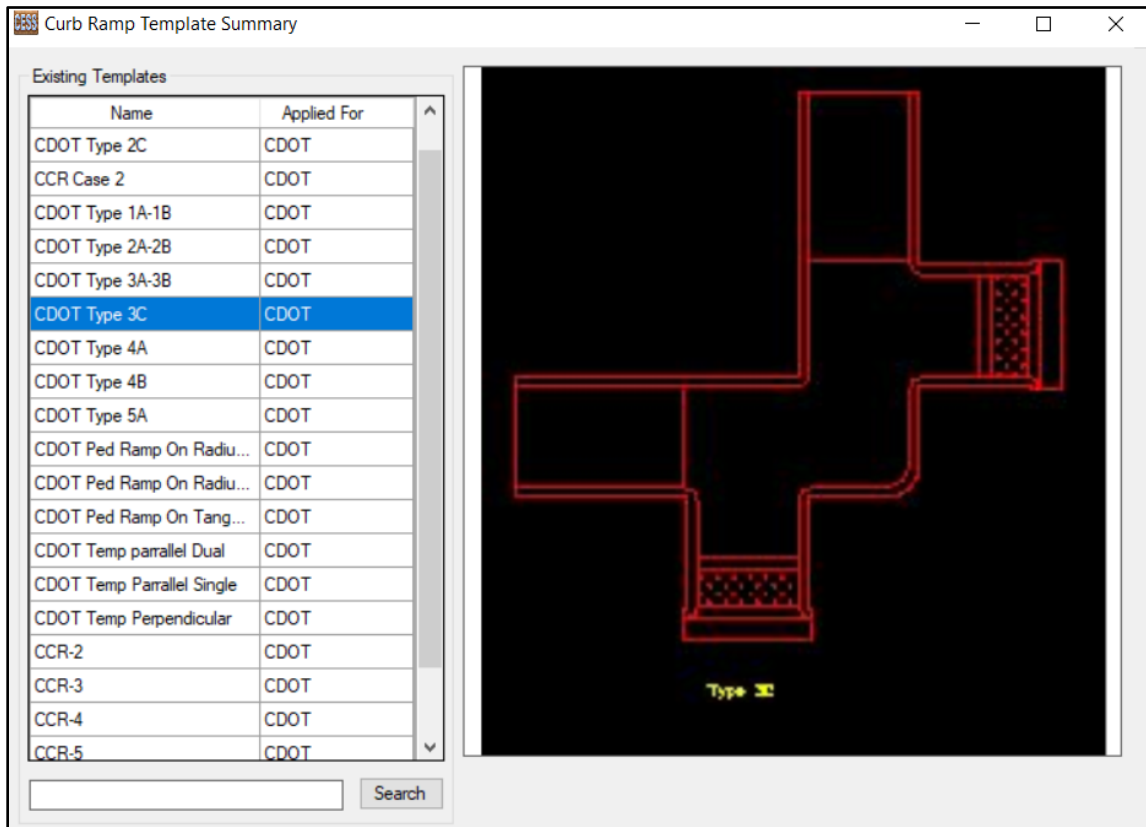 CESS Curb Ramp Template Summary
Existing Templates
Name Applied For
CDOT Type 2C CDOT
CCR Case 2 CDOT
CDOT Type 1A-1B CDOT
CDOT Type 2A-2B CDOT
CDOT Type 3A-3B CDOT
CDOT Type 3C CDOT
CDOT Type 4A CDOT
CDOT Type 4B CDOT
CDOT Type 5A CDOT
CDOT Ped Ramp On Radiu... CDOT
CDOT Ped Ramp On Radiu... CDOT
CDOT Ped Ramp On Tang... CDOT
CDOT Temp parrallel Dual CDOT
CDOT Temp Parrallel Single CDOT
CDOT Temp Perpendicular CDOT
CCR-2 CDOT
CCR-3 CDOT
CCR-4 CDOT
CCR-5 CDOT
Search
Type 3C